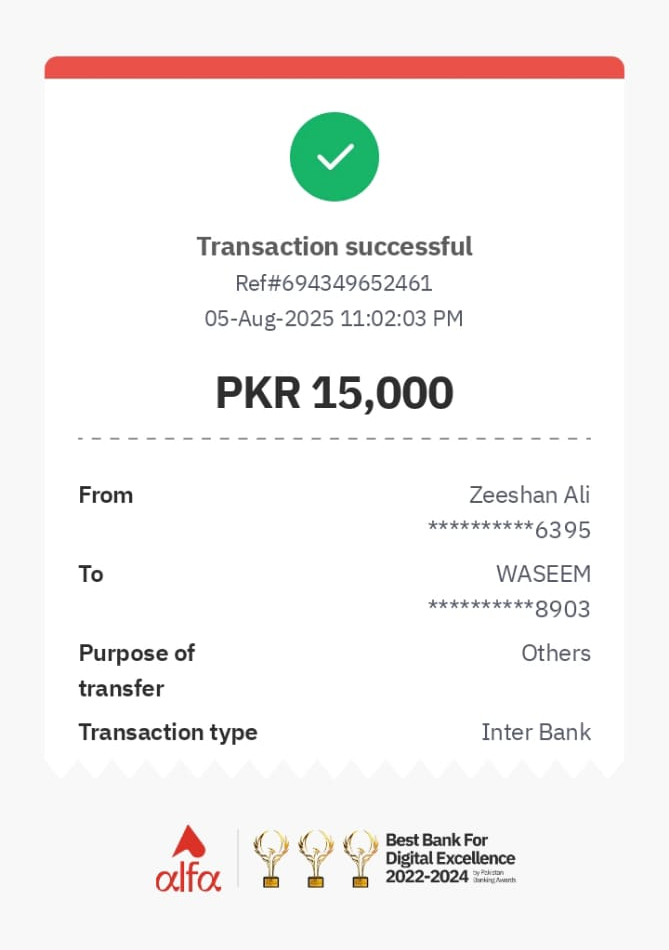 Transaction successful
Ref#694349652461
05-Aug-2025 11:02:03 PM
PKR 15,000
From Zeeshan Ali
**********6395
To WASEEM
**********8903
Purpose of Others
transfer
Transaction type Inter Bank
alfa
Best Bank For
Digital Excellence
2022-2024 by Pakistan
Banking Awards